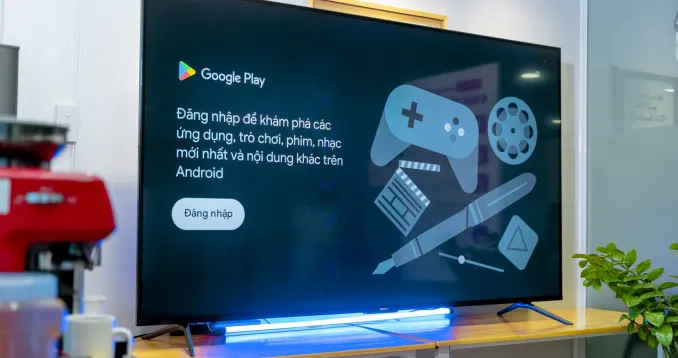 Google Play
Đăng nhập để khám phá các
ứng dụng, trò chơi, phim, nhạc
mới nhất và nội dung khác trên
Android
Đăng nhập